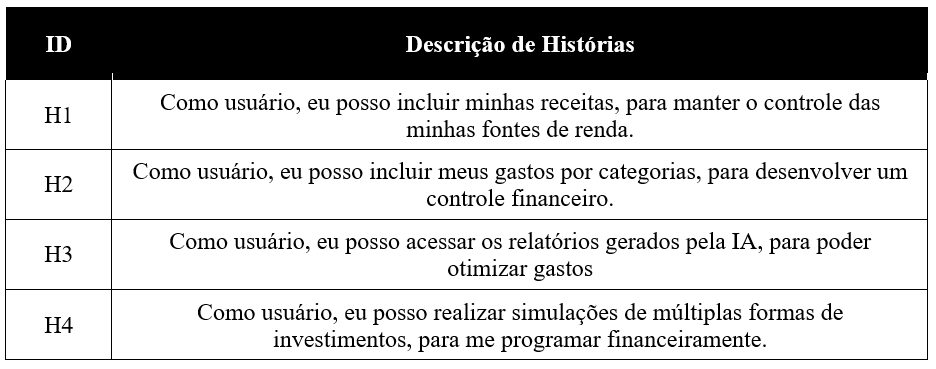 ID
Descrição de Histórias
H1
Como usuário, eu posso incluir minhas receitas, para manter o controle das
minhas fontes de renda.
H2
Como usuário, eu posso incluir meus gastos por categorias, para desenvolver um
controle financeiro.
H3
Como usuário, eu posso acessar os relatórios gerados pela IA, para poder
otimizar gastos
H4
Como usuário, eu posso realizar simulações de múltiplas formas de
investimentos, para me programar financeiramente.